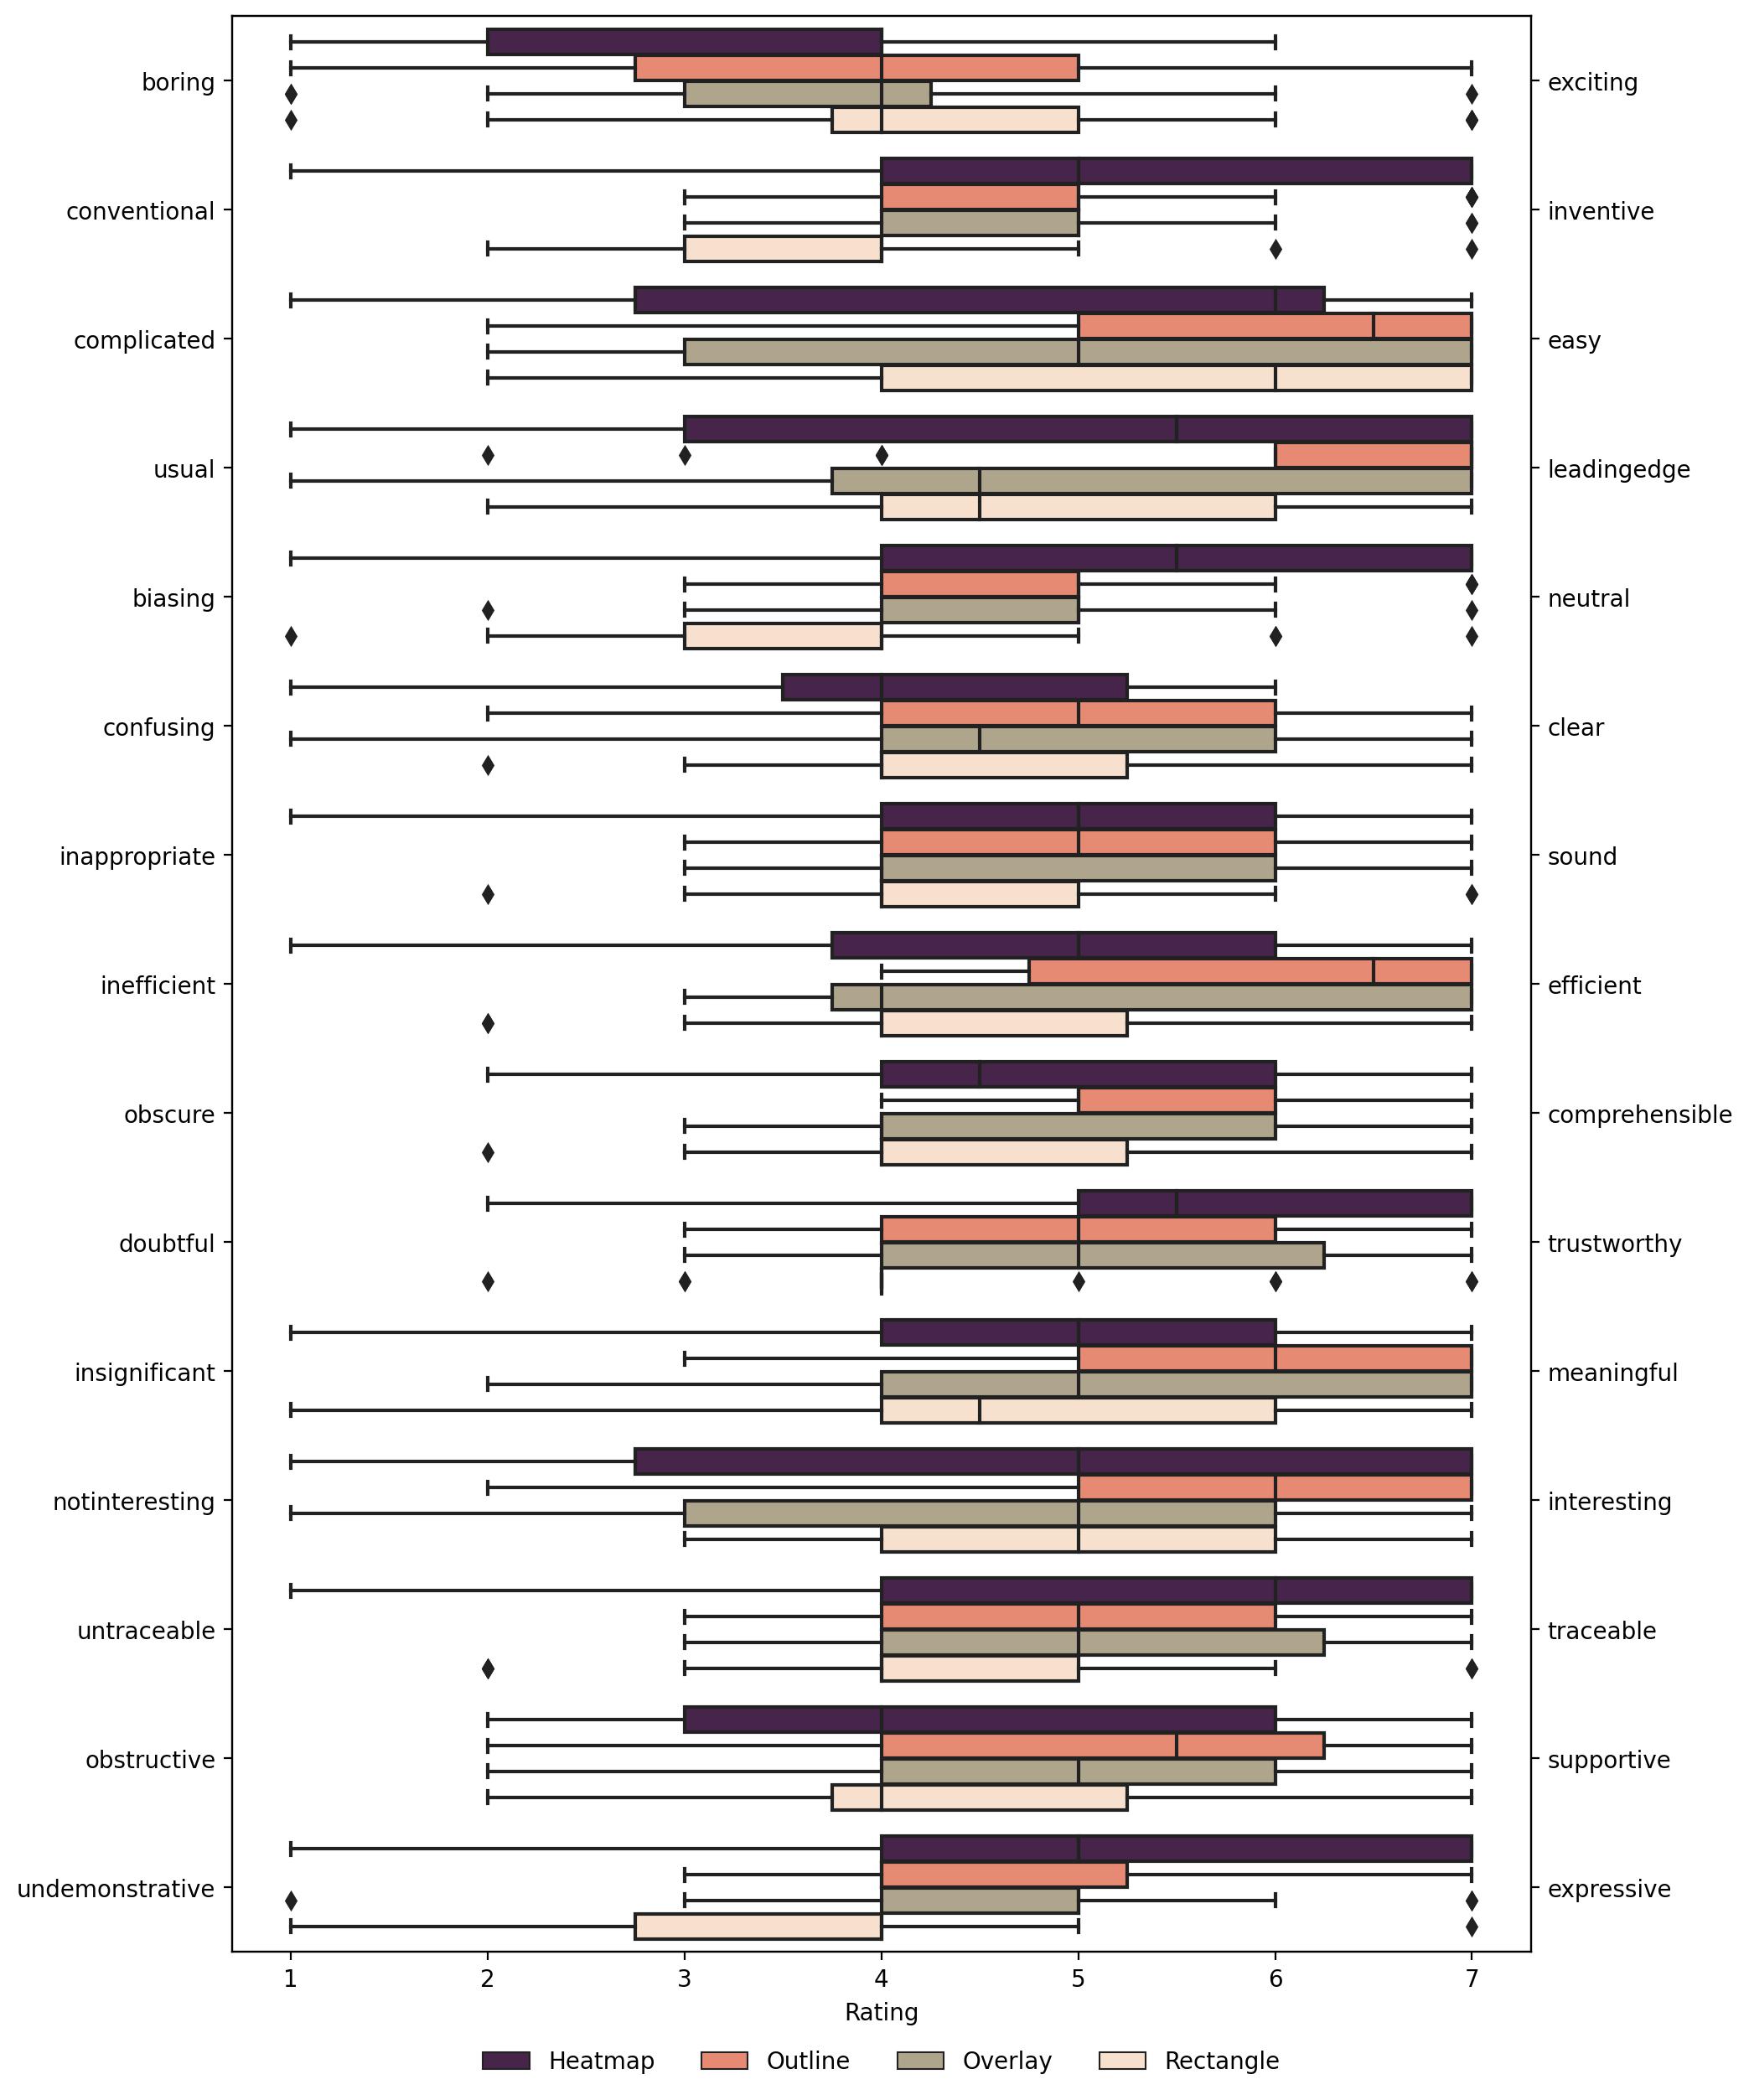 boring exciting
conventional inventive
complicated easy
usual leadingedge
biasing neutral
confusing clear
inappropriate sound
inefficient efficient
obscure comprehensible
doubtful trustworthy
insignificant meaningful
notinteresting interesting
untraceable traceable
obstructive supportive
undemonstrative expressive
1 2 3 4 5 6 7
Rating
Heatmap Outline Overlay Rectangle